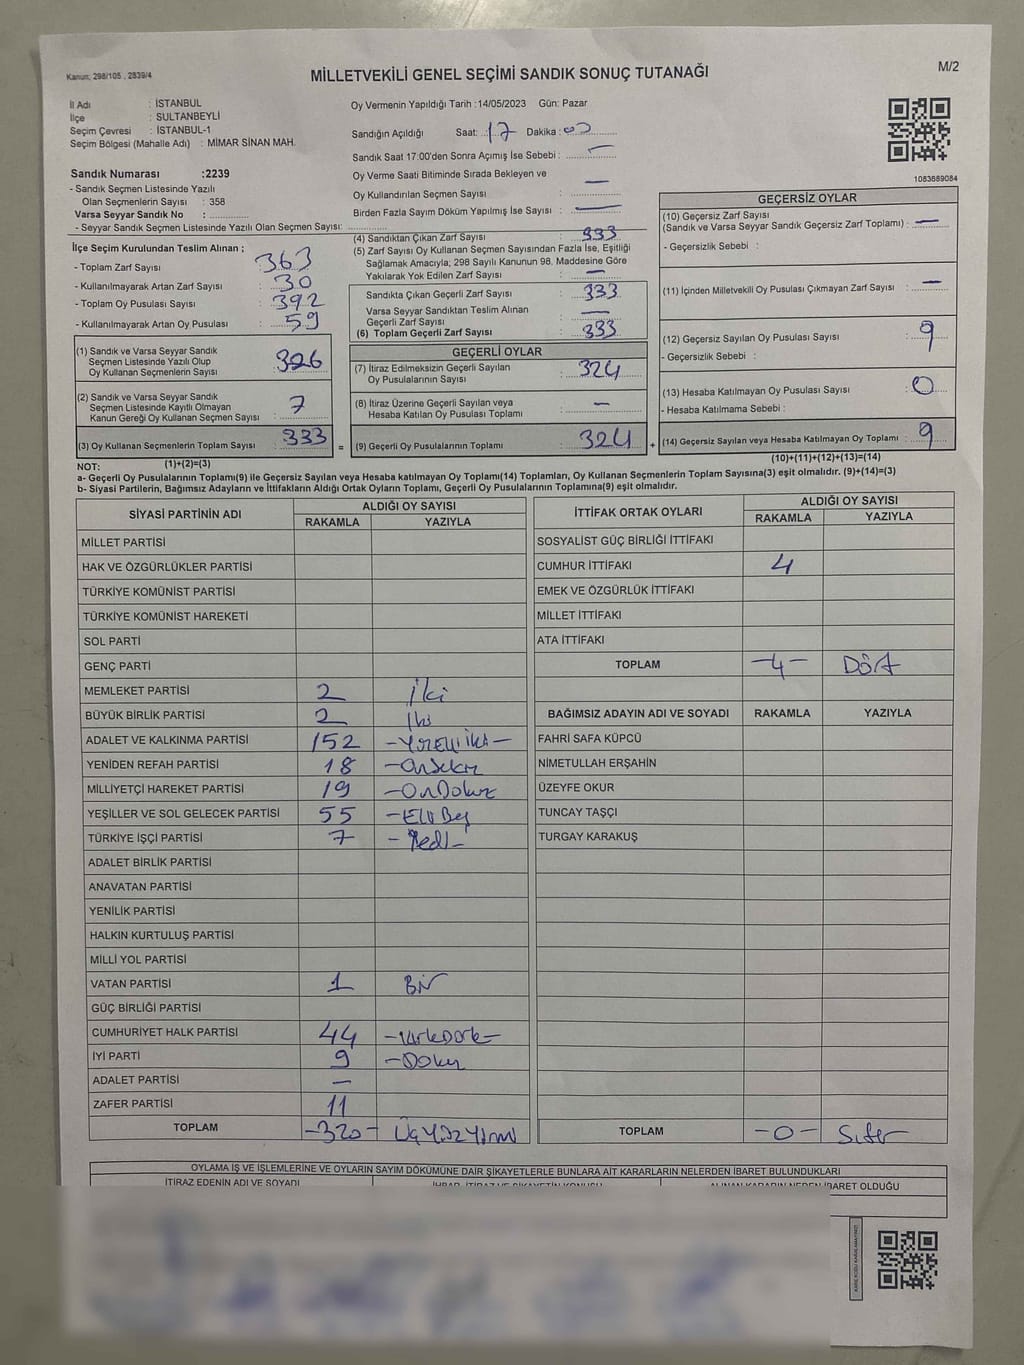 Kanun; 298/105 , 2839/4
MİLLETVEKİLİ GENEL SEÇİMİ SANDIK SONUÇ TUTANAĞI
M/2
İl Adı : İSTANBUL
İlçe : SULTANBEYLİ
Seçim Çevresi : İSTANBUL-1
Seçim Bölgesi (Mahalle Adı) : MİMAR SİNAN MAH.
Sandık Numarası :2239
- Sandık Seçmen Listesinde Yazılı
Olan Seçmenlerin Sayısı : 358
Varsa Seyyar Sandık No : ..............
- Seyyar Sandık Seçmen Listesinde Yazılı Olan Seçmen Sayısı: ..............
İlçe Seçim Kurulundan Teslim Alınan ;
- Toplam Zarf Sayısı : 363
- Kullanılmayarak Artan Zarf Sayısı : 30
- Toplam Oy Pusulası Sayısı : 392
- Kullanılmayarak Artan Oy Pusulası : 59
Oy Vermenin Yapıldığı Tarih :14/05/2023 Gün: Pazar
Sandığın Açıldığı Saat: 17 Dakika :
Sandık Saat 17:00'den Sonra Açımış İse Sebebi : —
Oy Verme Saati Bitiminde Sırada Bekleyen ve
Oy Kullandırılan Seçmen Sayısı : —
Birden Fazla Sayım Döküm Yapılmış İse Sayısı : —
(4) Sandıktan Çıkan Zarf Sayısı : 333
(5) Zarf Sayısı Oy Kullanan Seçmen Sayısından Fazla İse, Eşitliği
Sağlamak Amacıyla; 298 Sayılı Kanunun 98. Maddesine Göre
Yakılarak Yok Edilen Zarf Sayısı : —
Sandıkta Çıkan Geçerli Zarf Sayısı : 333
Varsa Seyyar Sandıktan Teslim Alınan
Geçerli Zarf Sayısı : —
(6) Toplam Geçerli Zarf Sayısı : 333
1083689084
GEÇERSİZ OYLAR
(10) Geçersiz Zarf Sayısı
(Sandık ve Varsa Seyyar Sandık Geçersiz Zarf Toplamı) : —
- Geçersizlik Sebebi :
(11) İçinden Milletvekili Oy Pusulası Çıkmayan Zarf Sayısı : —
(12) Geçersiz Sayılan Oy Pusulası Sayısı : 9
- Geçersizlik Sebebi :
(13) Hesaba Katılmayan Oy Pusulası Sayısı : 0
- Hesaba Katılmama Sebebi :
(14) Geçersiz Sayılan veya Hesaba Katılmayan Oy Toplamı : 9
(10)+(11)+(12)+(13)=(14)
(1) Sandık ve Varsa Seyyar Sandık
Seçmen Listesinde Yazılı Olup
Oy Kullanan Seçmenlerin Sayısı : 326
(2) Sandık ve Varsa Seyyar Sandık
Seçmen Listesinde Kayıtlı Olmayan
Kanun Gereği Oy Kullanan Seçmen Sayısı : 7
(3) Oy Kullanan Seçmenlerin Toplam Sayısı : 333 =
(1)+(2)=(3)
GEÇERLİ OYLAR
(7) İtiraz Edilmeksizin Geçerli Sayılan
Oy Pusulalarının Sayısı : 324
(8) İtiraz Üzerine Geçerli Sayılan veya
Hesaba Katılan Oy Pusulası Toplamı : —
(9) Geçerli Oy Pusulalarının Toplamı : 324 +
NOT:
a- Geçerli Oy Pusulalarının Toplamı(9) ile Geçersiz Sayılan veya Hesaba katılmayan Oy Toplamı(14) Toplamları, Oy Kullanan Seçmenlerin Toplam Sayısına(3) eşit olmalıdır. (9)+(14)=(3)
b- Siyasi Partilerin, Bağımsız Adayların ve İttifakların Aldığı Ortak Oyların Toplamı, Geçerli Oy Pusulalarının Toplamına(9) eşit olmalıdır.
SİYASİ PARTİNİN ADI ALDIĞI OY SAYISI
RAKAMLA YAZIYLA
MİLLET PARTİSİ
HAK VE ÖZGÜRLÜKLER PARTİSİ
TÜRKİYE KOMÜNİST PARTİSİ
TÜRKİYE KOMÜNİST HAREKETİ
SOL PARTİ
GENÇ PARTİ
MEMLEKET PARTİSİ 2 İki
BÜYÜK BİRLİK PARTİSİ 2 İki
ADALET VE KALKINMA PARTİSİ 152
YENİDEN REFAH PARTİSİ 18
MİLLİYETÇİ HAREKET PARTİSİ 19 -OnDokuz
YEŞİLLER VE SOL GELECEK PARTİSİ 55 -Elli Beş
TÜRKİYE İŞÇİ PARTİSİ 7 -Yedi-
ADALET BİRLİK PARTİSİ
ANAVATAN PARTİSİ
YENİLİK PARTİSİ
HALKIN KURTULUŞ PARTİSİ
MİLLİ YOL PARTİSİ
VATAN PARTİSİ 1 Bir
GÜÇ BİRLİĞİ PARTİSİ
CUMHURİYET HALK PARTİSİ 44
İYİ PARTİ 9
ADALET PARTİSİ —
ZAFER PARTİSİ 11
TOPLAM -320- ÜÇYÜZYİRMİ
İTTİFAK ORTAK OYLARI ALDIĞI OY SAYISI
RAKAMLA YAZIYLA
SOSYALİST GÜÇ BİRLİĞİ İTTİFAKI
CUMHUR İTTİFAKI 4
EMEK VE ÖZGÜRLÜK İTTİFAKI
MİLLET İTTİFAKI
ATA İTTİFAKI
TOPLAM -4- DÖRT
BAĞIMSIZ ADAYIN ADI VE SOYADI RAKAMLA YAZIYLA
FAHRİ SAFA KÜPCÜ
NİMETULLAH ERŞAHİN
ÜZEYFE OKUR
TUNCAY TAŞÇI
TURGAY KARAKUŞ
TOPLAM -0- Sıfır
OYLAMA İŞ VE İŞLEMLERİNE VE OYLARIN SAYIM DÖKÜMÜNE DAİR ŞİKAYETLERLE BUNLARA AİT KARARLARIN NELERDEN İBARET BULUNDUKLARI
İTİRAZ EDENİN ADI VE SOYADI İHBAR, İTİRAZ VE ŞİKAYETİN KONUSU ALINAN KARARIN NEDEN İBARET OLDUĞU